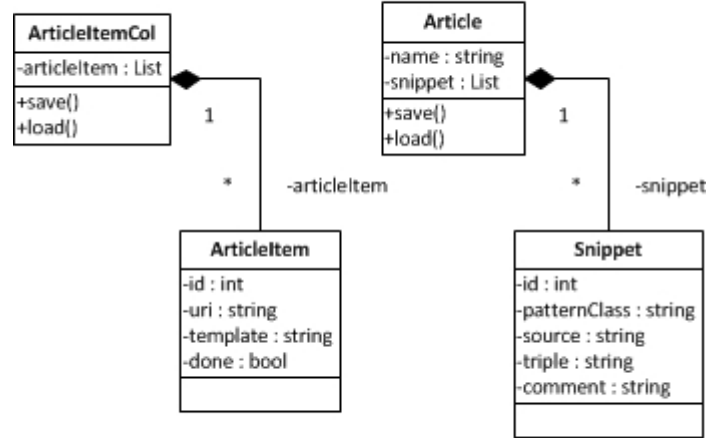 ArticleItemCol
-articleItem : List
+save()
+load()
1
*
-articleItem
ArticleItem
-id : int
-uri : string
-template : string
-done : bool
Article
-name : string
-snippet : List
+save()
+load()
1
*
-snippet
Snippet
-id : int
-patternClass : string
-source : string
-triple : string
-comment : string